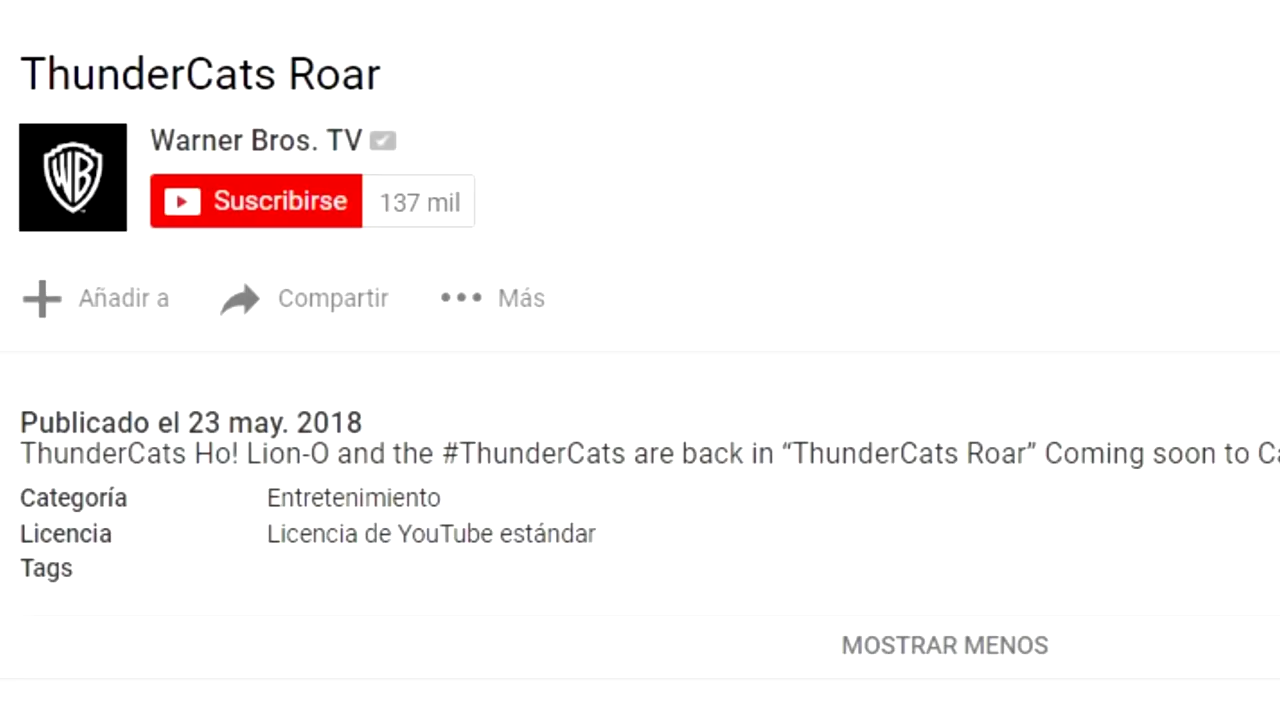 ThunderCats Roar
WB
Warner Bros. TV
Suscribirse 137 mil
Añadir a Compartir Más
Publicado el 23 may. 2018
ThunderCats Ho! Lion-O and the #ThunderCats are back in “ThunderCats Roar” Coming soon to
Categoría Entretenimiento
Licencia Licencia de YouTube estándar
Tags
MOSTRAR MENOS